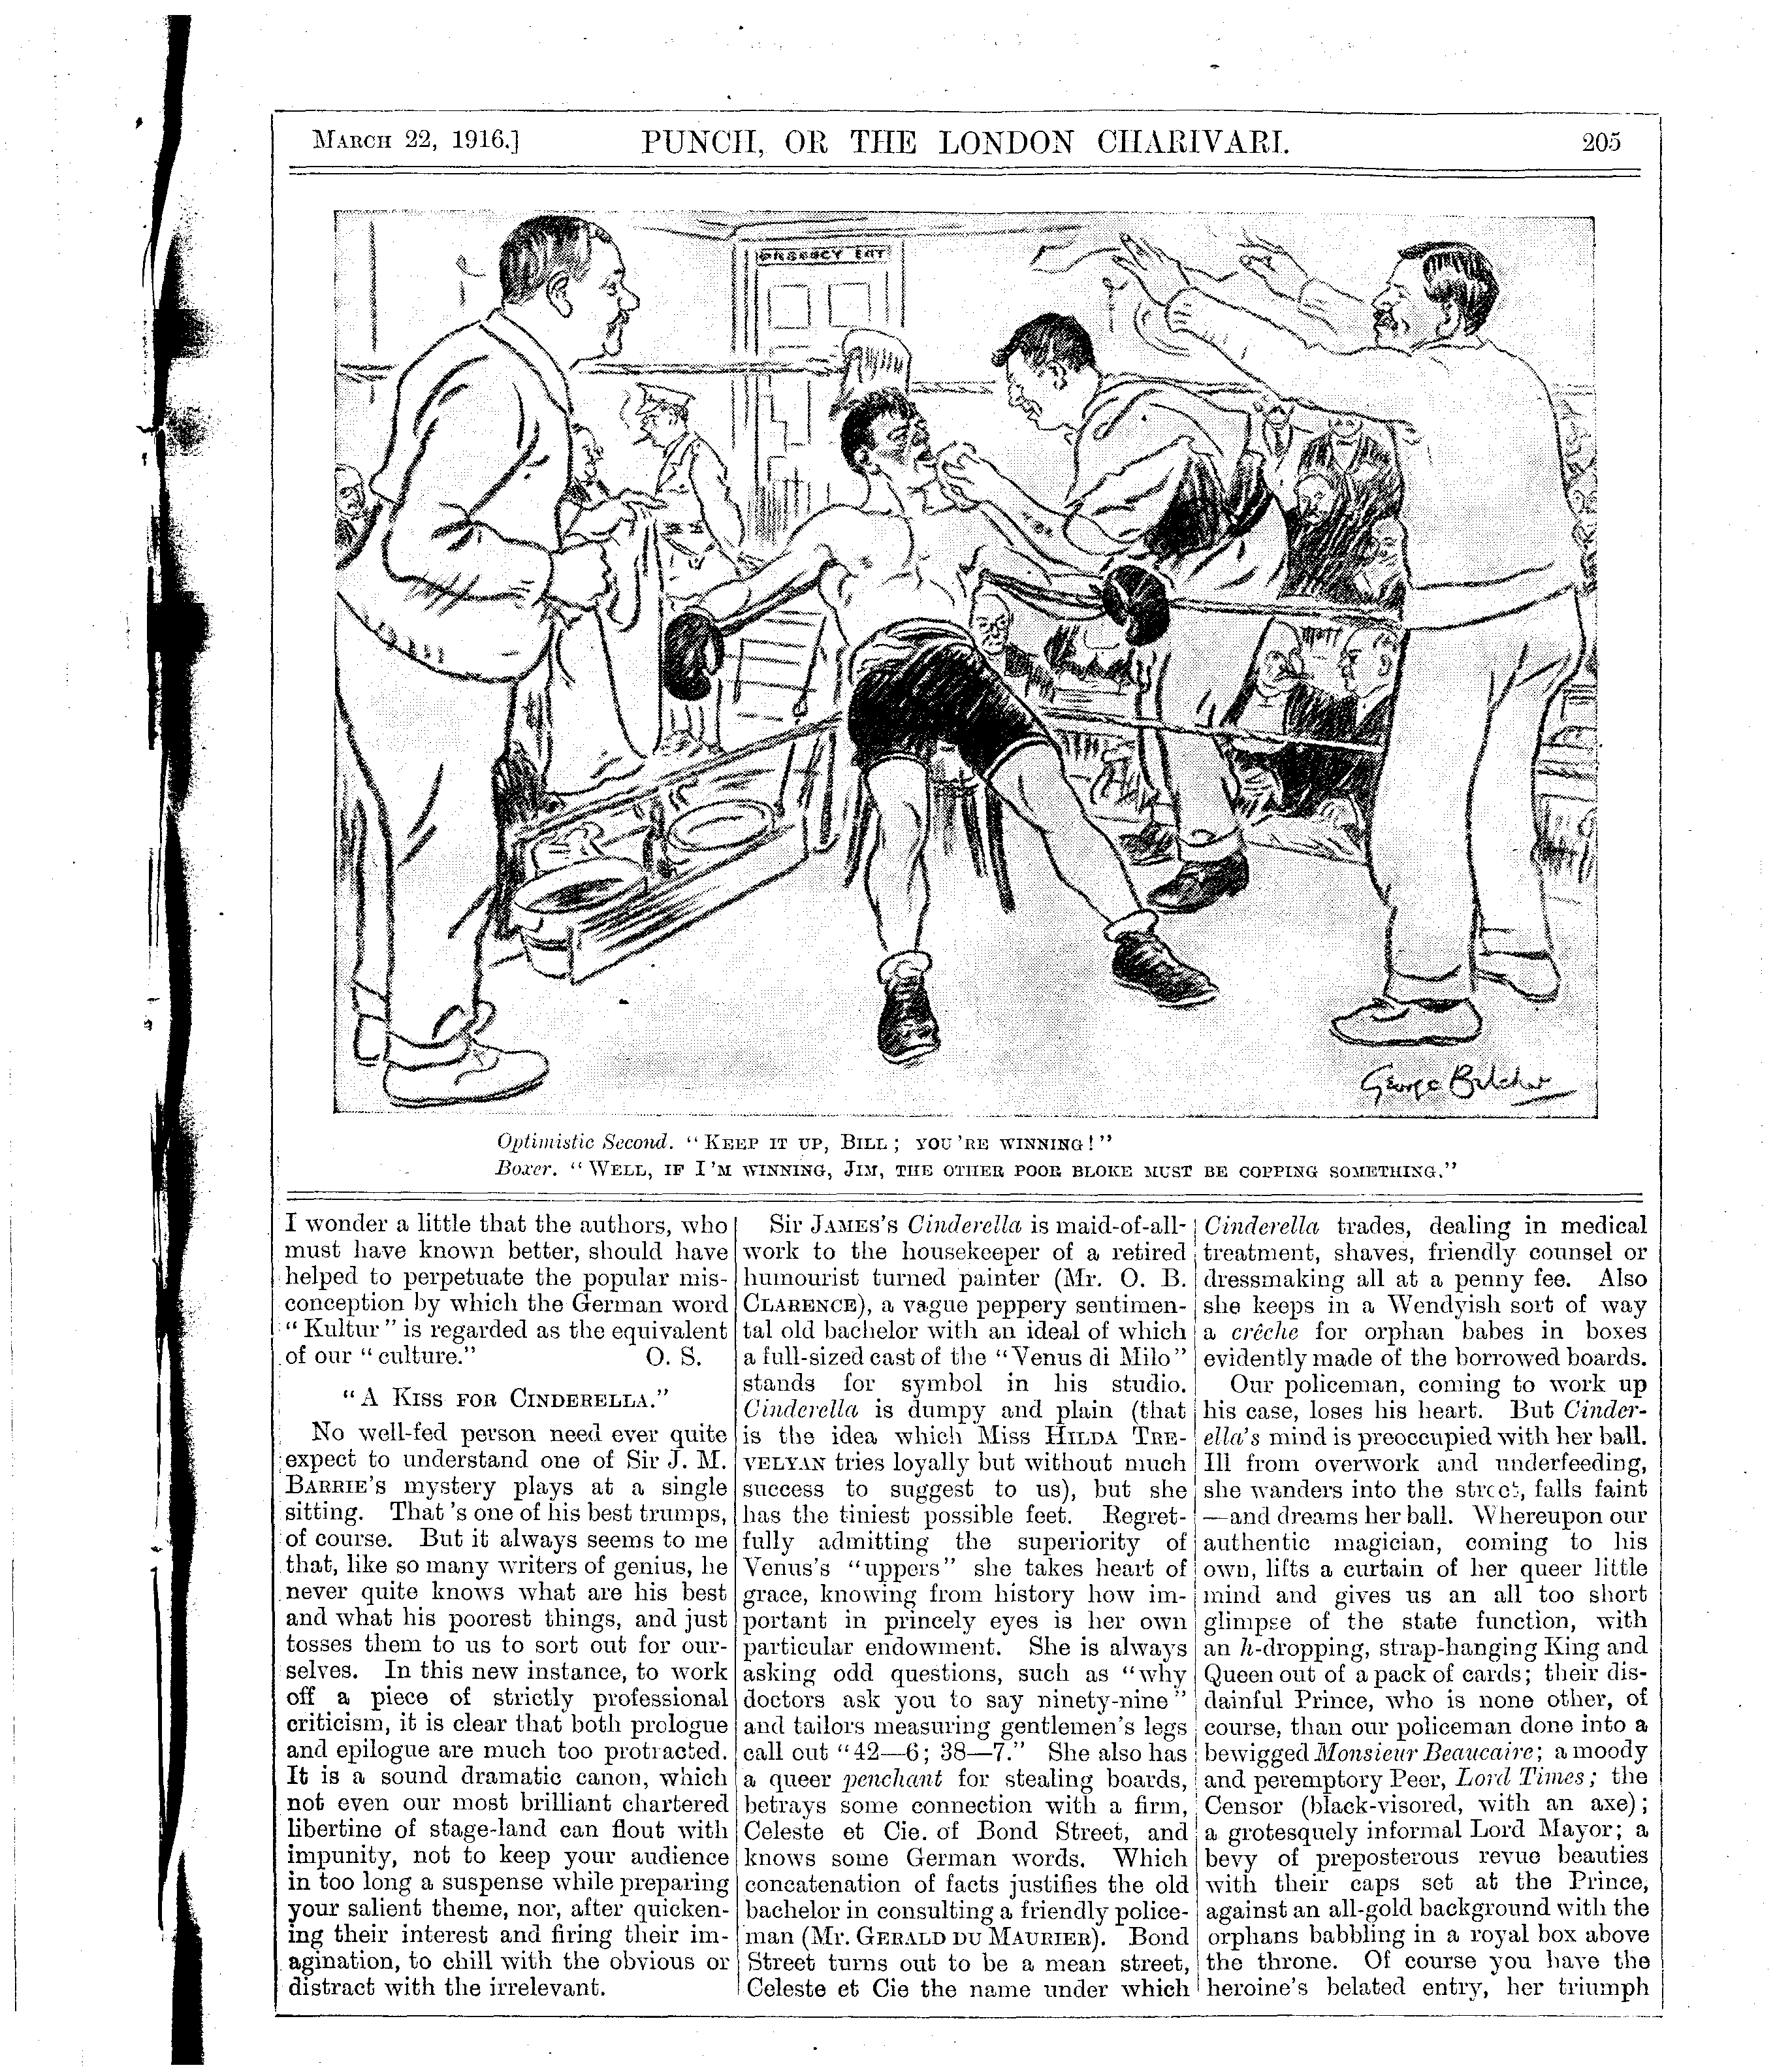 MARCH 22, 1916.] PUNCH, OR THE LONDON CHARIVARI. 205
George Belcher
Optimistic Second. "KEEP IT UP, BILL; YOU'RE WINNING!"
Boxer. "WELL, IF I'M WINNING, JIM, THE OTHER POOR BLOKE MUST BE COPPING SOMETHING."
I wonder a little that the authors, who
must have known better, should have
helped to perpetuate the popular mis-
conception by which the German word
"Kultur" is regarded as the equivalent
of our "culture." O. S.
"A KISS FOR CINDERELLA."
No well-fed person need ever quite
expect to understand one of Sir J. M.
BARRIE'S mystery plays at a single
sitting. That's one of his best trumps,
of course. But it always seems to me
that, like so many writers of genius, he
never quite knows what are his best
and what his poorest things, and just
tosses them to us to sort out for our-
selves. In this new instance, to work
off a piece of strictly professional
criticism, it is clear that both prologue
and epilogue are much too protracted.
It is a sound dramatic canon, which
not even our most brilliant chartered
libertine of stage-land can flout with
impunity, not to keep your audience
in too long a suspense while preparing
your salient theme, nor, after quicken-
ing their interest and firing their im-
agination, to chill with the obvious or
distract with the irrelevant.
Sir JAMES'S Cinderella is maid-of-all-
work to the housekeeper of a retired
humourist turned painter (Mr. O. B.
CLARENCE), a vague peppery sentimen-
tal old bachelor with an ideal of which
a full-sized cast of the "Venus di Milo"
stands for symbol in his studio.
Cinderella is dumpy and plain (that
is the idea which Miss HILDA TRE-
VELYAN tries loyally but without much
success to suggest to us), but she
has the tiniest possible feet. Regret-
fully admitting the superiority of
Venus's "uppers" she takes heart of
grace, knowing from history how im-
portant in princely eyes is her own
particular endowment. She is always
asking odd questions, such as "why
doctors ask you to say ninety-nine"
and tailors measuring gentlemen's legs
call out "42—6; 38—7." She also has
a queer penchant for stealing boards,
betrays some connection with a firm,
Celeste et Cie. of Bond Street, and
knows some German words. Which
concatenation of facts justifies the old
bachelor in consulting a friendly police-
man (Mr. GERALD DU MAURIER). Bond
Street turns out to be a mean street,
Celeste et Cie the name under which
Cinderella trades, dealing in medical
treatment, shaves, friendly counsel or
dressmaking all at a penny fee. Also
she keeps in a Wendyish sort of way
a crêche for orphan babes in boxes
evidently made of the borrowed boards.
Our policeman, coming to work up
his case, loses his heart. But Cinder-
ella's mind is preoccupied with her ball.
Ill from overwork and underfeeding,
she wanders into the street, falls faint
—and dreams her ball. Whereupon our
authentic magician, coming to his
own, lifts a curtain of her queer little
mind and gives us an all too short
glimpse of the state function, with
an h-dropping, strap-hanging King and
Queen out of a pack of cards; their dis-
dainful Prince, who is none other, of
course, than our policeman done into a
bewigged Monsieur Beaucaire; a moody
and peremptory Peer, Lord Times; the
Censor (black-visored, with an axe);
a grotesquely informal Lord Mayor; a
bevy of preposterous revue beauties
with their caps set at the Prince,
against an all-gold background with the
orphans babbling in a royal box above
the throne. Of course you have the
heroine's belated entry, her triumph